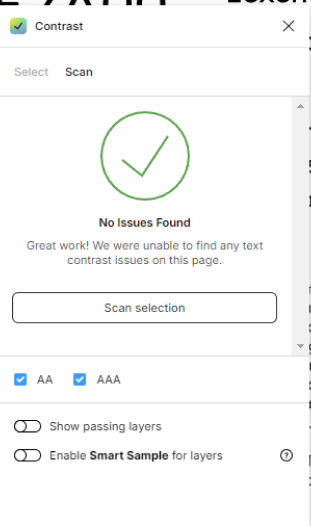 Contrast
Select Scan
No Issues Found
Great work! We were unable to find any text
contrast issues on this page.
Scan selection
AA AAA
Show passing layers
Enable Smart Sample for layers